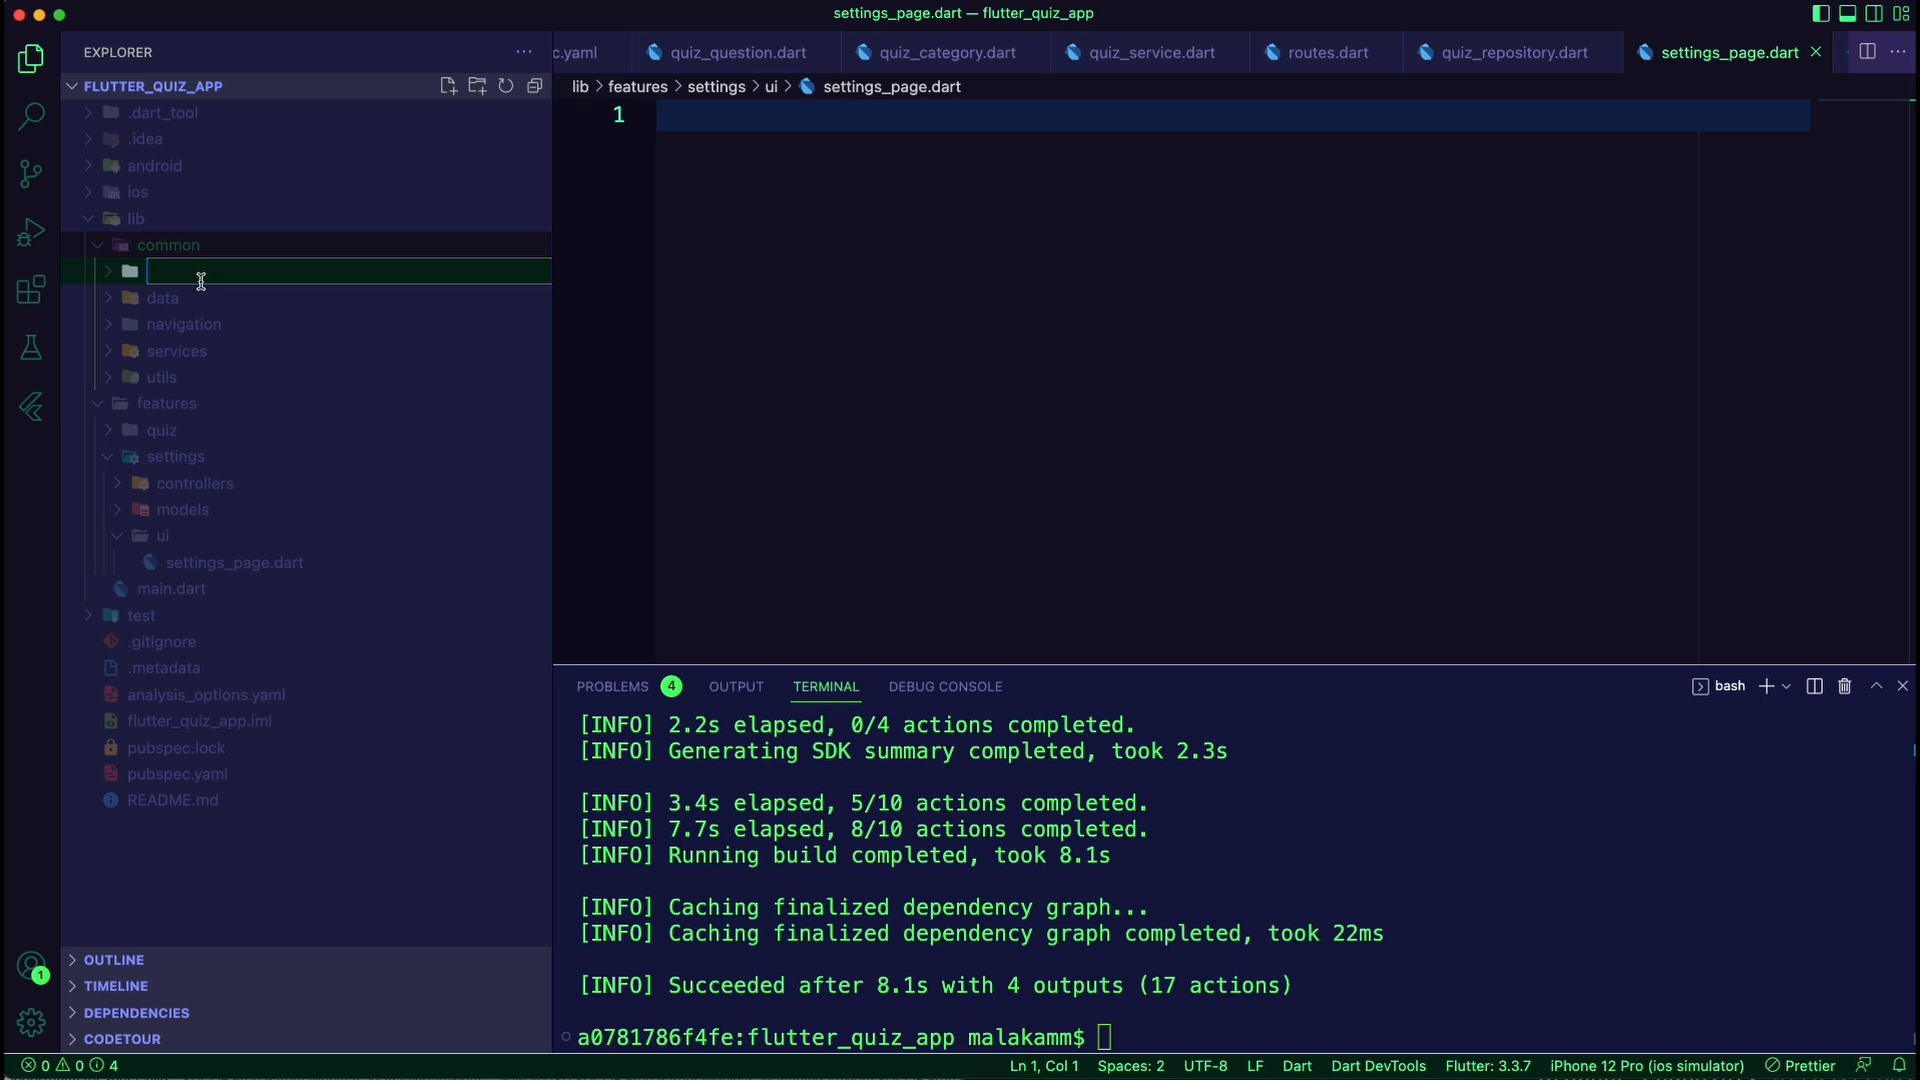 settings_page.dart — flutter_quiz_app
EXPLORER
FLUTTER_QUIZ_APP
.dart_tool
.idea
android
ios
lib
common
data
navigation
services
utils
features
quiz
settings
controllers
models
ui
settings_page.dart
main.dart
test
.gitignore
.metadata
analysis_options.yaml
flutter_quiz_app.iml
pubspec.lock
pubspec.yaml
README.md
OUTLINE
TIMELINE
DEPENDENCIES
CODETOUR
1
c.yaml quiz_question.dart quiz_category.dart quiz_service.dart routes.dart quiz_repository.dart settings_page.dart
lib > features > settings > ui > settings_page.dart
1
PROBLEMS 4 OUTPUT TERMINAL DEBUG CONSOLE bash
[INFO] 2.2s elapsed, 0/4 actions completed.
[INFO] Generating SDK summary completed, took 2.3s
[INFO] 3.4s elapsed, 5/10 actions completed.
[INFO] 7.7s elapsed, 8/10 actions completed.
[INFO] Running build completed, took 8.1s
[INFO] Caching finalized dependency graph...
[INFO] Caching finalized dependency graph completed, took 22ms
[INFO] Succeeded after 8.1s with 4 outputs (17 actions)
a0781786f4fe:flutter_quiz_app malakamm$
0 0 4 Ln 1, Col 1 Spaces: 2 UTF-8 LF Dart Dart DevTools Flutter: 3.3.7 iPhone 12 Pro (ios simulator) Prettier